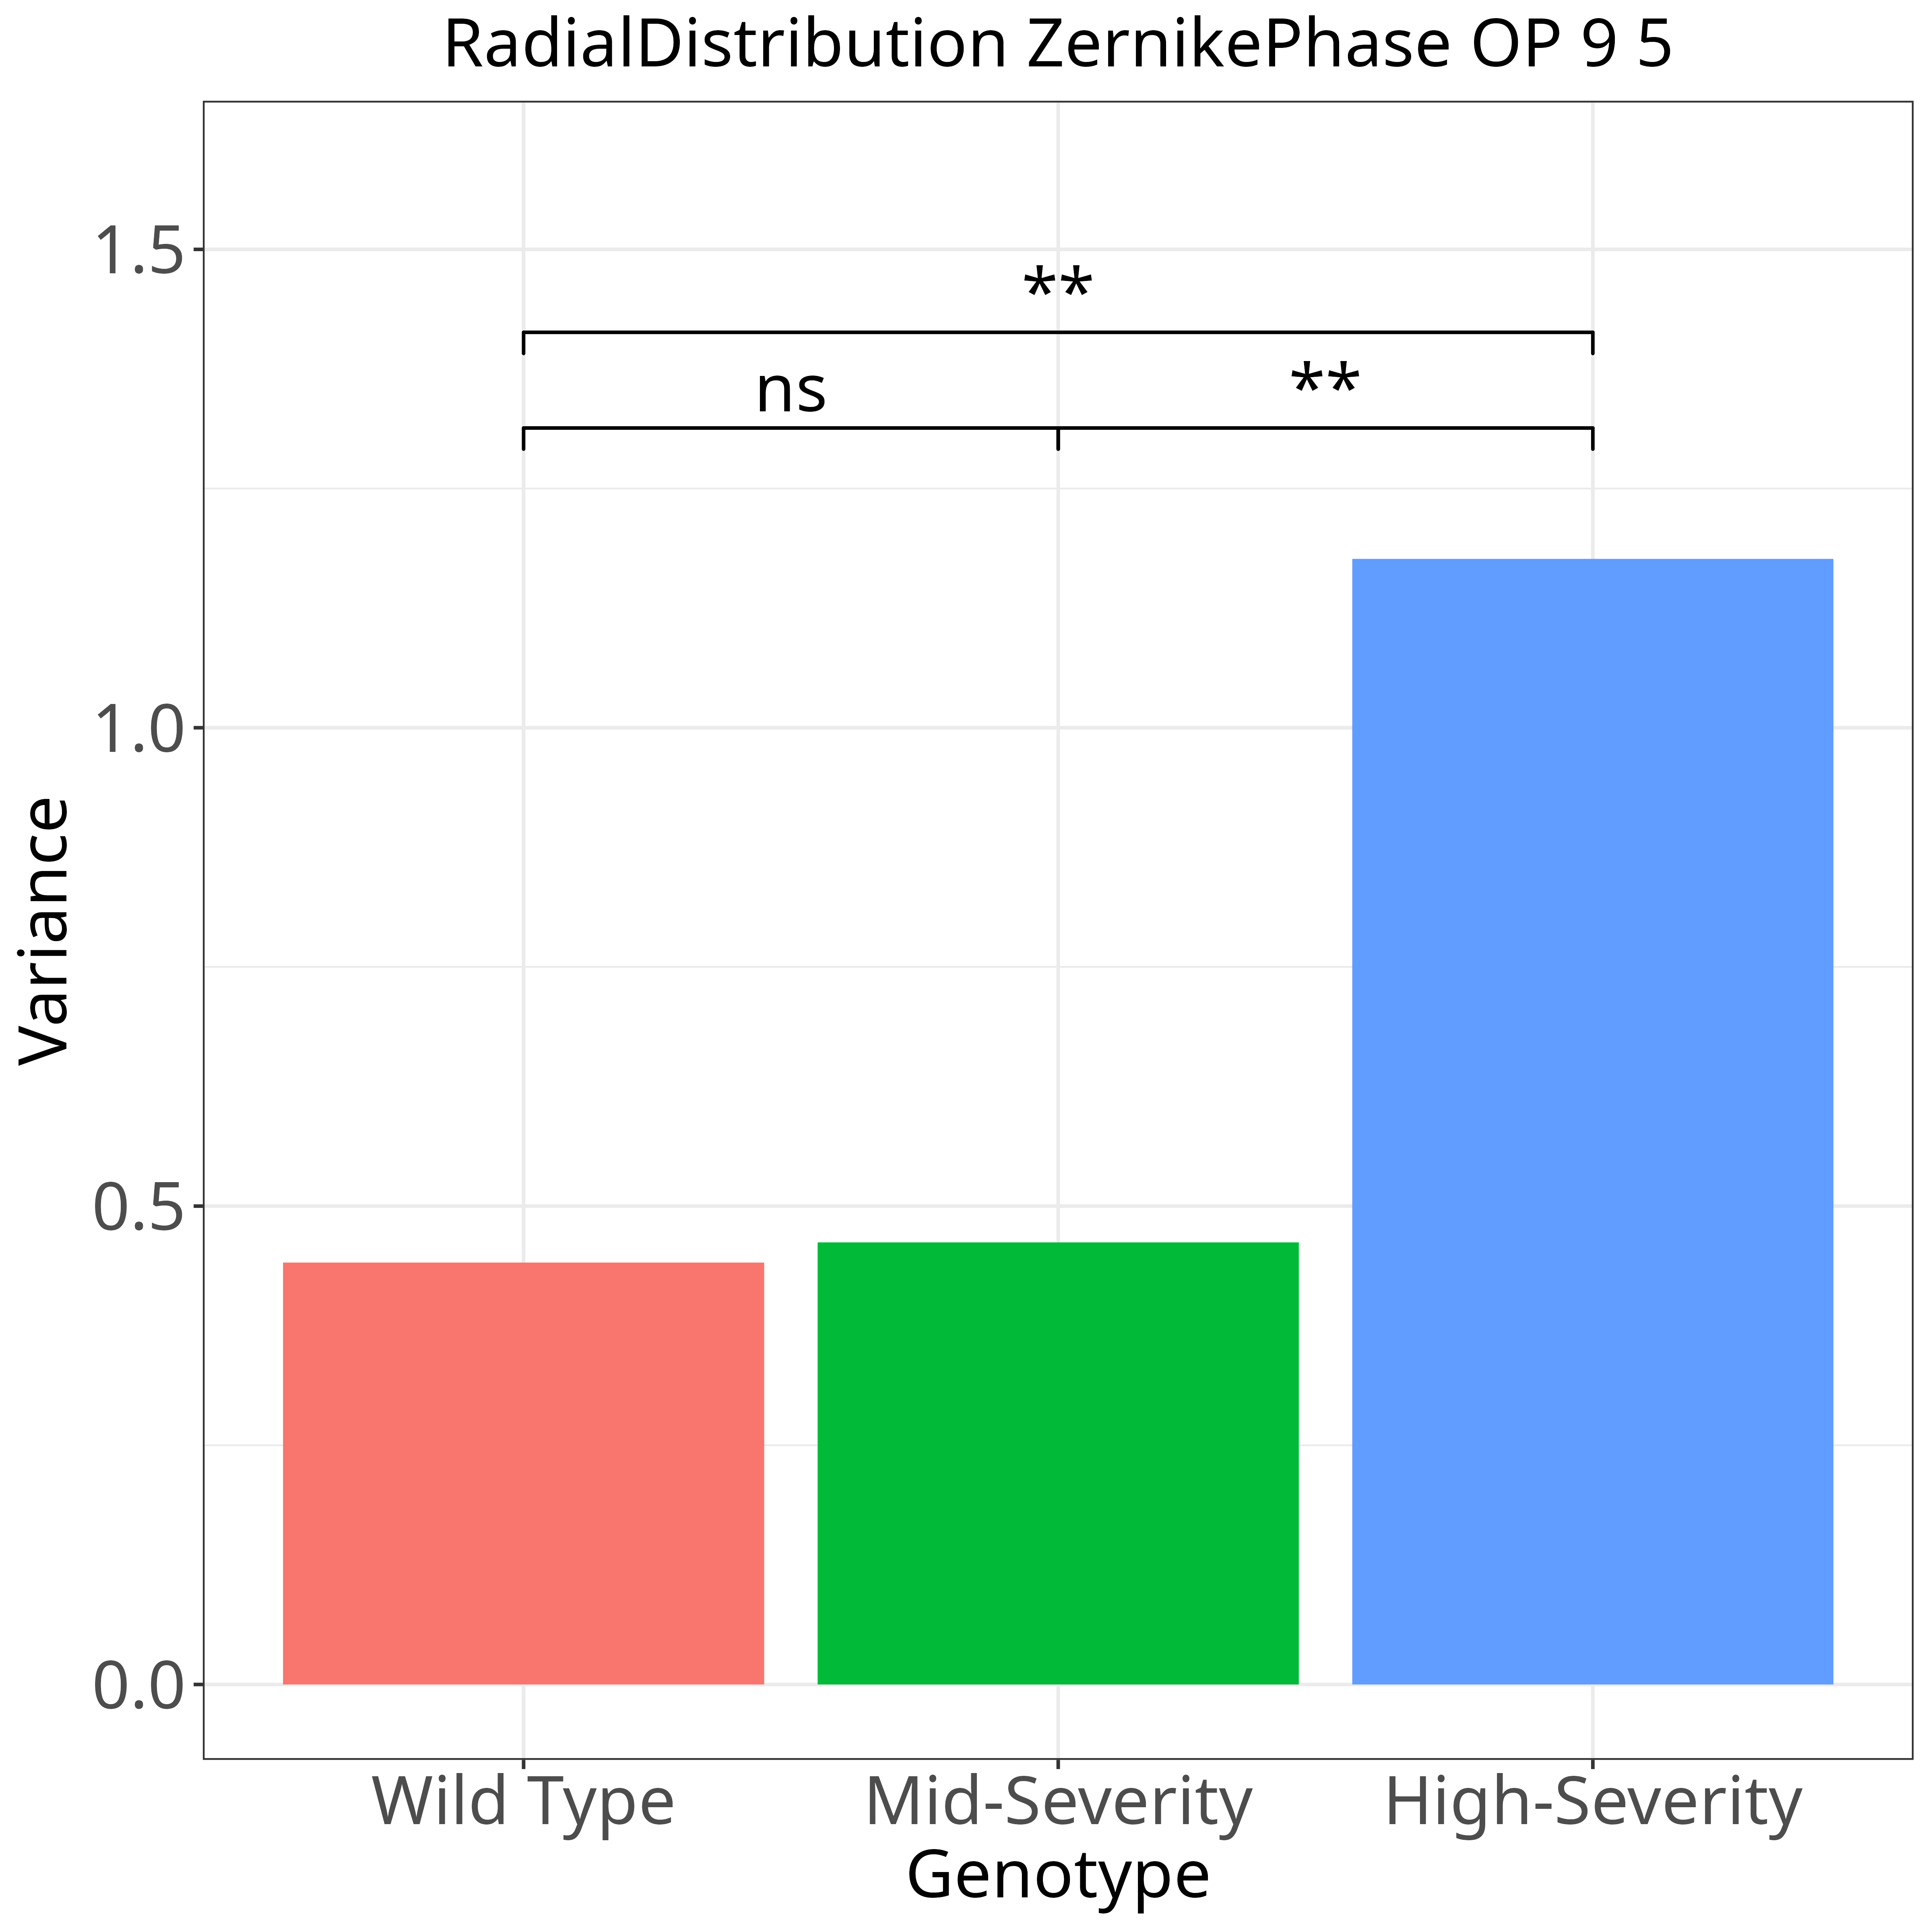 RadialDistribution ZernikePhase OP 9 5
1.5
**
ns
**
1.0
Variance
0.5
0.0
Wild Type
Mid-Severity
High-Severity
Genotype